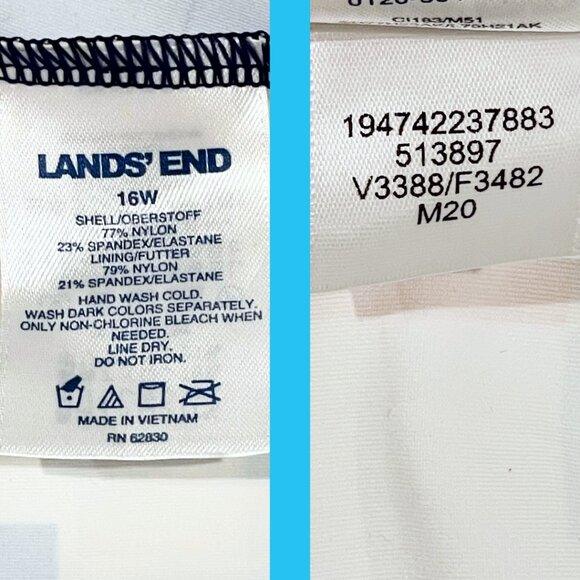 LANDS' END
16W
SHELL/OBERSTOFF
77% NYLON
23% SPANDEX/ELASTANE
LINING/FUTTER
79% NYLON
21% SPANDEX/ELASTANE
HAND WASH COLD.
WASH DARK COLORS SEPARATELY.
ONLY NON-CHLORINE BLEACH WHEN
NEEDED.
LINE DRY.
DO NOT IRON.
MADE IN VIETNAM
RN 62830
CI183/M51
194742237883
513897
V3388/F3482
M20